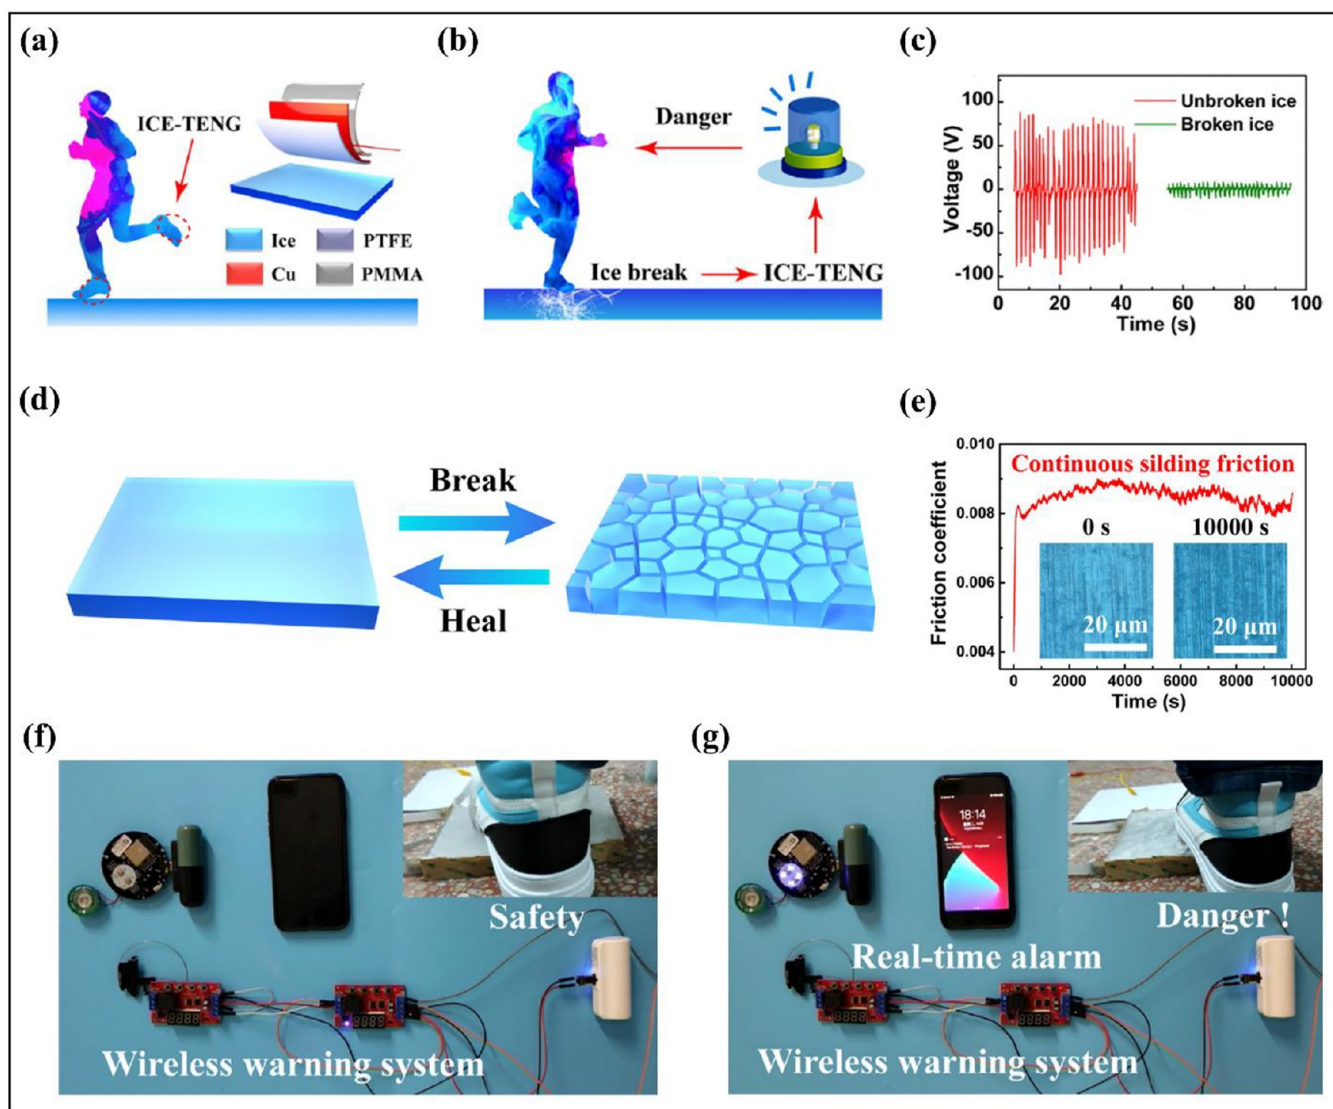 (a)
ICE-TENG
Ice
PTFE
Cu
PMMA
(b)
Danger
Ice break
ICE-TENG
(c)
Unbroken ice
Broken ice
100
50
0
-50
-100
Voltage (V)
0 20 40 60 80 100
Time (s)
(d)
Break
Heal
(e)
0.010
0.008
0.006
0.004
Friction coefficient
Continuous silding friction
0 s
10000 s
20 μm
20 μm
0 2000 4000 6000 8000 10000
Time (s)
(f)
Safety
Wireless warning system
(g)
18:14
Danger !
Real-time alarm
Wireless warning system